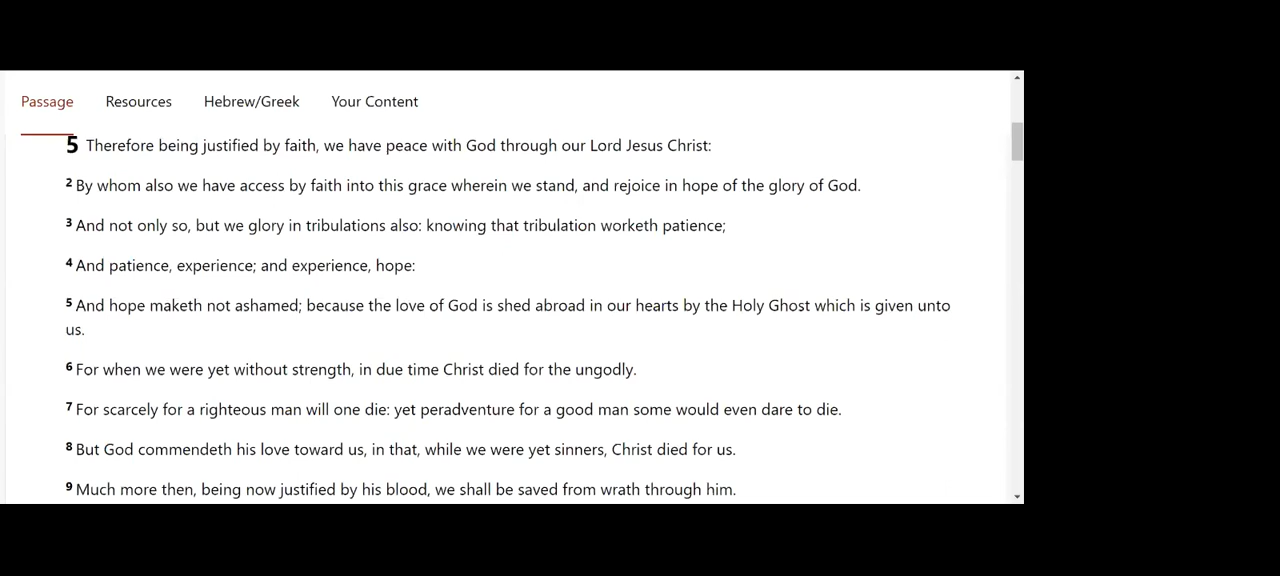 Passage Resources Hebrew/Greek Your Content
5 Therefore being justified by faith, we have peace with God through our Lord Jesus Christ:
2 By whom also we have access by faith into this grace wherein we stand, and rejoice in hope of the glory of God.
3 And not only so, but we glory in tribulations also: knowing that tribulation worketh patience;
4 And patience, experience; and experience, hope:
5 And hope maketh not ashamed; because the love of God is shed abroad in our hearts by the Holy Ghost which is given unto
us.
6 For when we were yet without strength, in due time Christ died for the ungodly.
7 For scarcely for a righteous man will one die: yet peradventure for a good man some would even dare to die.
8 But God commendeth his love toward us, in that, while we were yet sinners, Christ died for us.
9 Much more then, being now justified by his blood, we shall be saved from wrath through him.